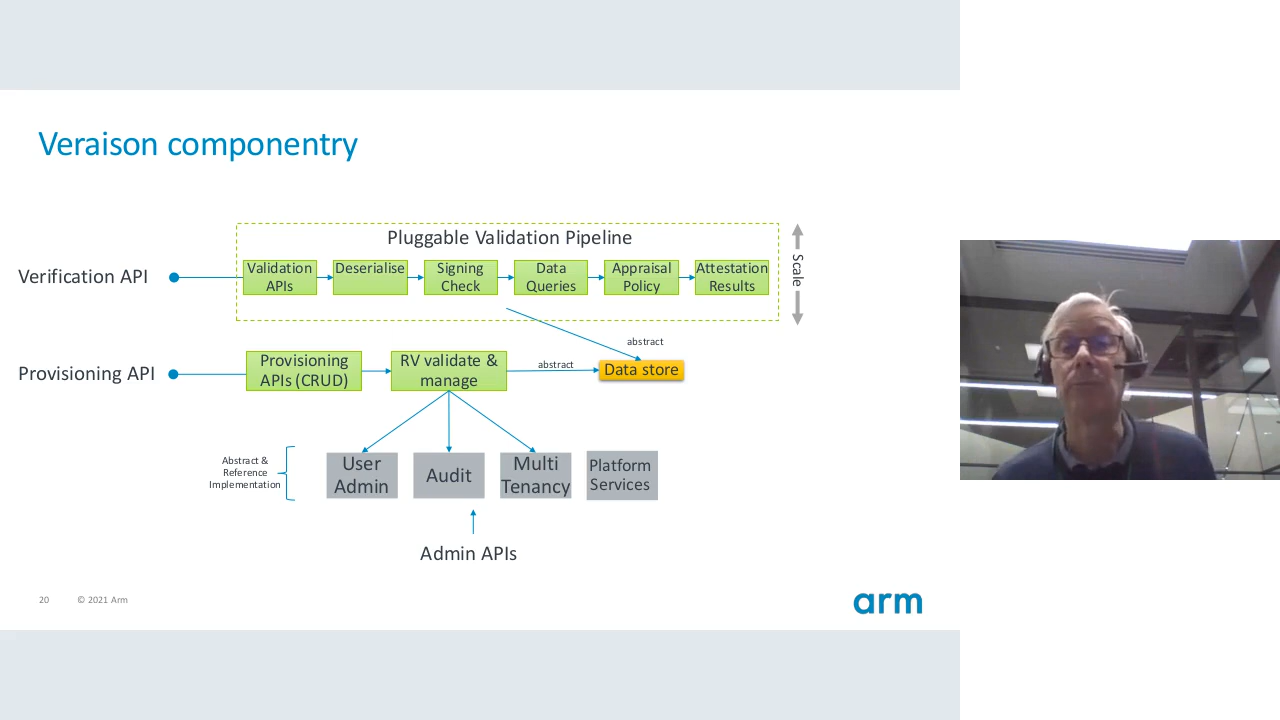 Veraison componentry
Pluggable Validation Pipeline
Verification API
Validation
APIs
Deserialise
Signing
Check
Data
Queries
Appraisal
Policy
Attestation
Results
Scale
abstract
Provisioning API
Provisioning
APIs (CRUD)
RV validate &
manage
abstract
Data store
Abstract &
Reference
Implementation
User
Admin
Audit
Multi
Tenancy
Platform
Services
Admin APIs
20
© 2021 Arm
arm